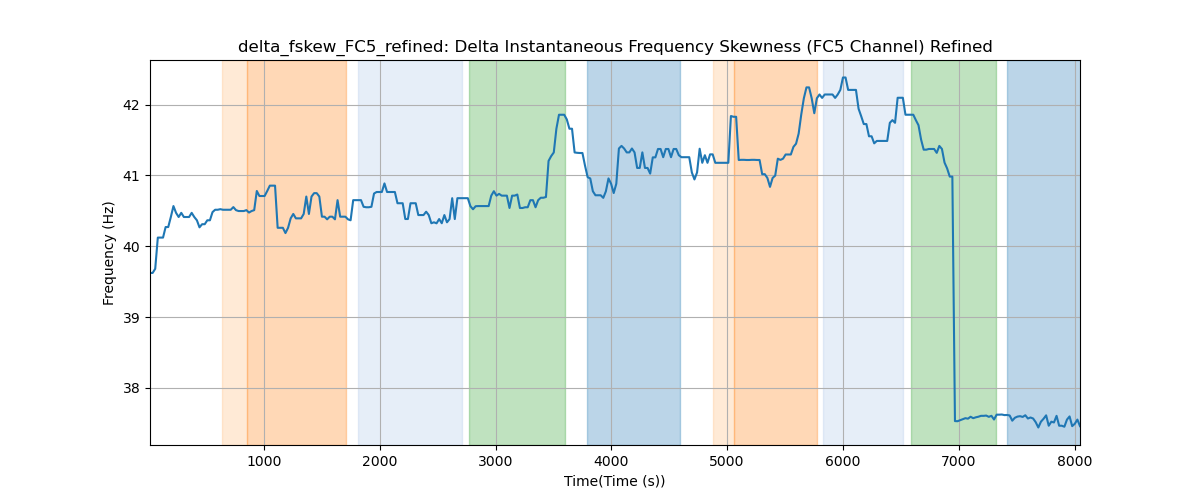 delta_fskew_FC5_refined: Delta Instantaneous Frequency Skewness (FC5 Channel) Refined
Frequency (Hz)
42
41
40
39
38
1000 2000 3000 4000 5000 6000 7000 8000
Time(Time (s))